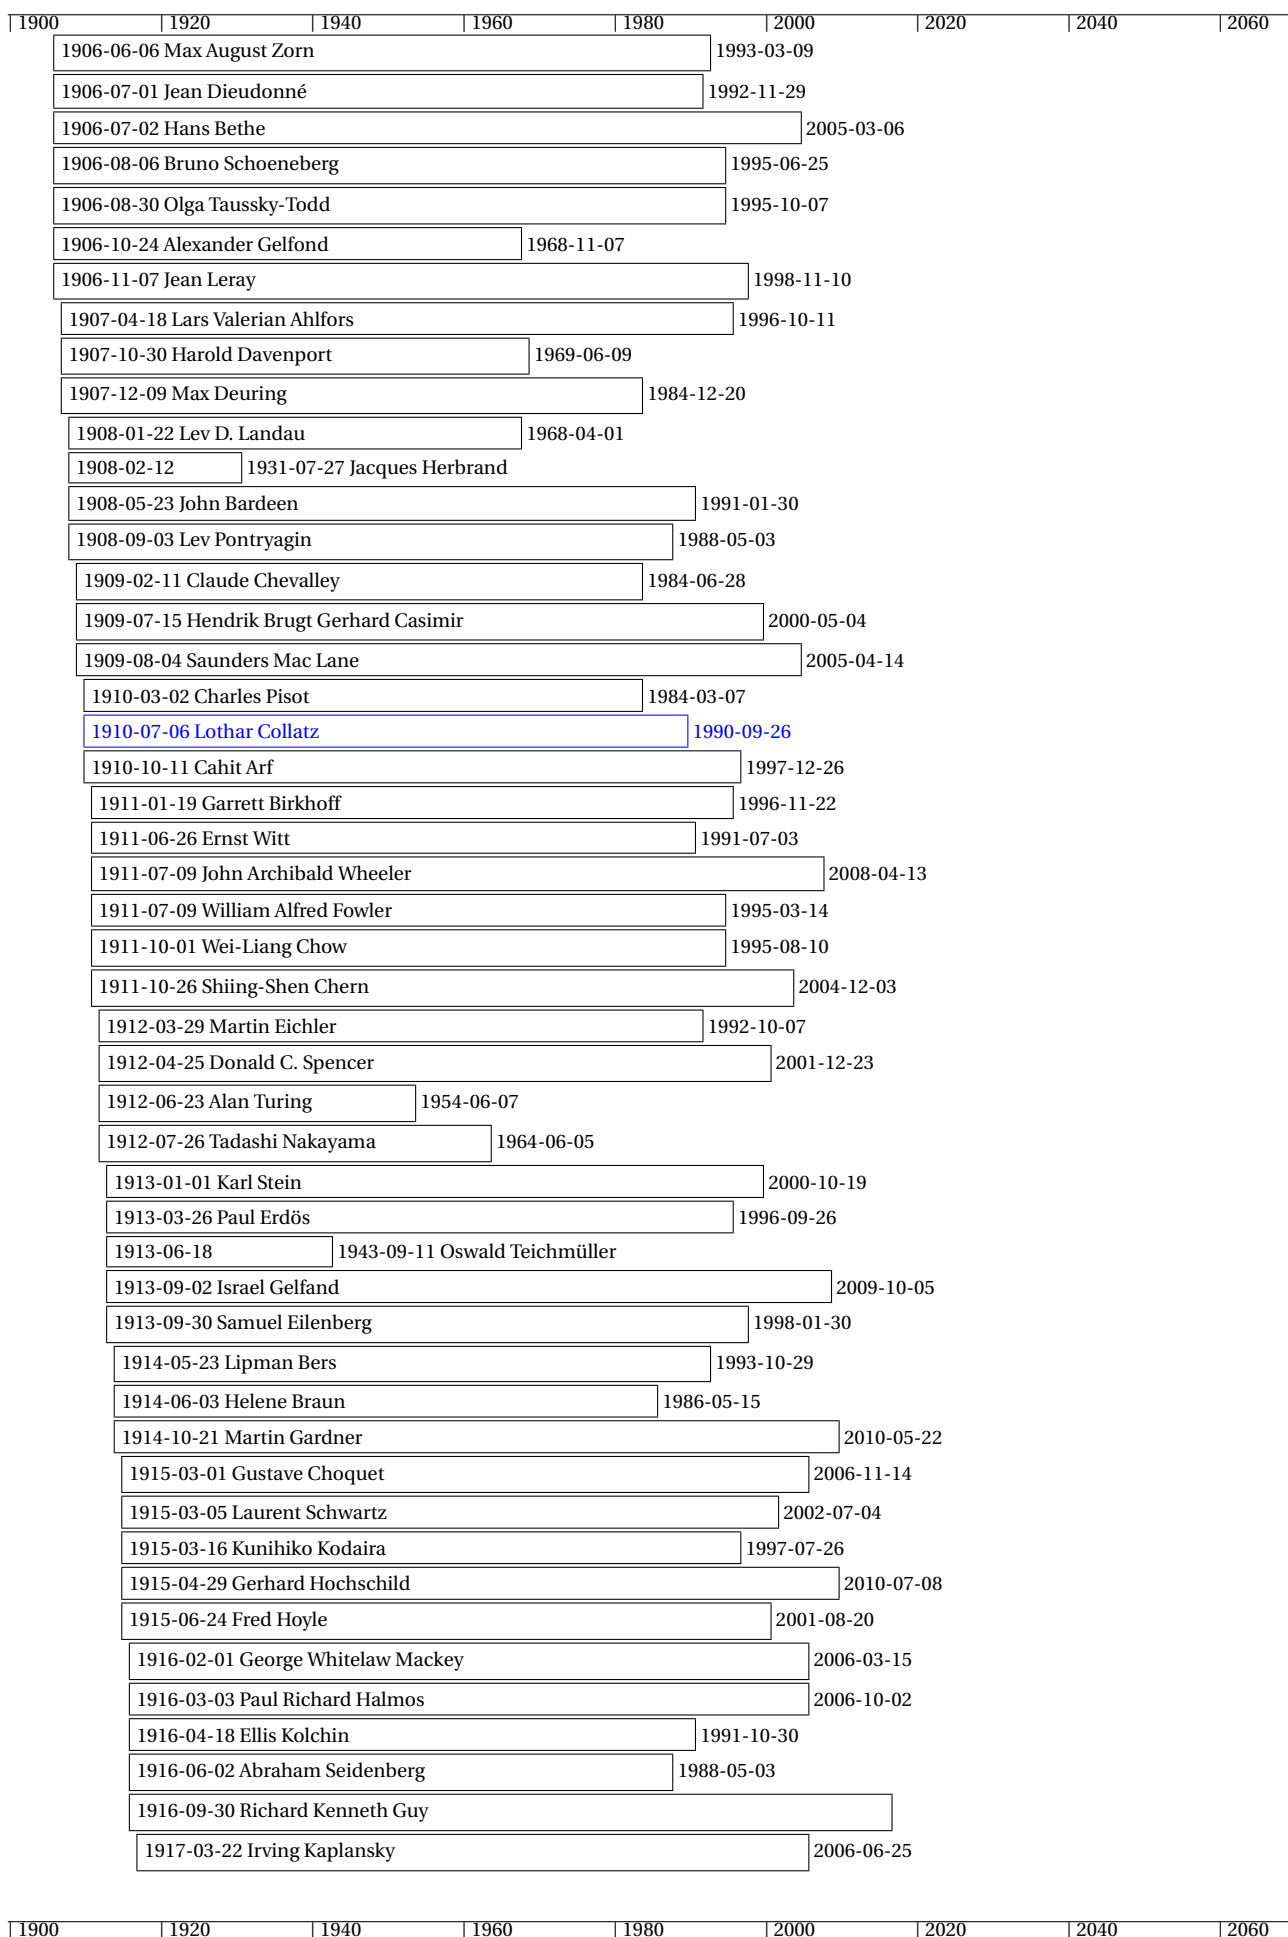 1900 1920 1940 1960 1980 2000 2020 2040 2060
1906-06-06 Max August Zorn 1993-03-09
1906-07-01 Jean Dieudonné 1992-11-29
1906-07-02 Hans Bethe 2005-03-06
1906-08-06 Bruno Schoeneberg 1995-06-25
1906-08-30 Olga Taussky-Todd 1995-10-07
1906-10-24 Alexander Gelfond 1968-11-07
1906-11-07 Jean Leray 1998-11-10
1907-04-18 Lars Valerian Ahlfors 1996-10-11
1907-10-30 Harold Davenport 1969-06-09
1907-12-09 Max Deuring 1984-12-20
1908-01-22 Lev D. Landau 1968-04-01
1908-02-12 1931-07-27 Jacques Herbrand
1908-05-23 John Bardeen 1991-01-30
1908-09-03 Lev Pontryagin 1988-05-03
1909-02-11 Claude Chevalley 1984-06-28
1909-07-15 Hendrik Brugt Gerhard Casimir 2000-05-04
1909-08-04 Saunders Mac Lane 2005-04-14
1910-03-02 Charles Pisot 1984-03-07
1910-07-06 Lothar Collatz 1990-09-26
1910-10-11 Cahit Arf 1997-12-26
1911-01-19 Garrett Birkhoff 1996-11-22
1911-06-26 Ernst Witt 1991-07-03
1911-07-09 John Archibald Wheeler 2008-04-13
1911-07-09 William Alfred Fowler 1995-03-14
1911-10-01 Wei-Liang Chow 1995-08-10
1911-10-26 Shiing-Shen Chern 2004-12-03
1912-03-29 Martin Eichler 1992-10-07
1912-04-25 Donald C. Spencer 2001-12-23
1912-06-23 Alan Turing 1954-06-07
1912-07-26 Tadashi Nakayama 1964-06-05
1913-01-01 Karl Stein 2000-10-19
1913-03-26 Paul Erdös 1996-09-26
1913-06-18 1943-09-11 Oswald Teichmüller
1913-09-02 Israel Gelfand 2009-10-05
1913-09-30 Samuel Eilenberg 1998-01-30
1914-05-23 Lipman Bers 1993-10-29
1914-06-03 Helene Braun 1986-05-15
1914-10-21 Martin Gardner 2010-05-22
1915-03-01 Gustave Choquet 2006-11-14
1915-03-05 Laurent Schwartz 2002-07-04
1915-03-16 Kunihiko Kodaira 1997-07-26
1915-04-29 Gerhard Hochschild 2010-07-08
1915-06-24 Fred Hoyle 2001-08-20
1916-02-01 George Whitelaw Mackey 2006-03-15
1916-03-03 Paul Richard Halmos 2006-10-02
1916-04-18 Ellis Kolchin 1991-10-30
1916-06-02 Abraham Seidenberg 1988-05-03
1916-09-30 Richard Kenneth Guy
1917-03-22 Irving Kaplansky 2006-06-25
1900 1920 1940 1960 1980 2000 2020 2040 2060